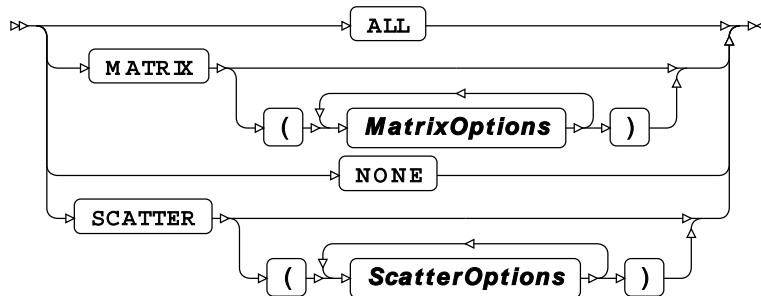 ALL
MATRIX
( MatrixOptions )
NONE
SCATTER
( ScatterOptions )